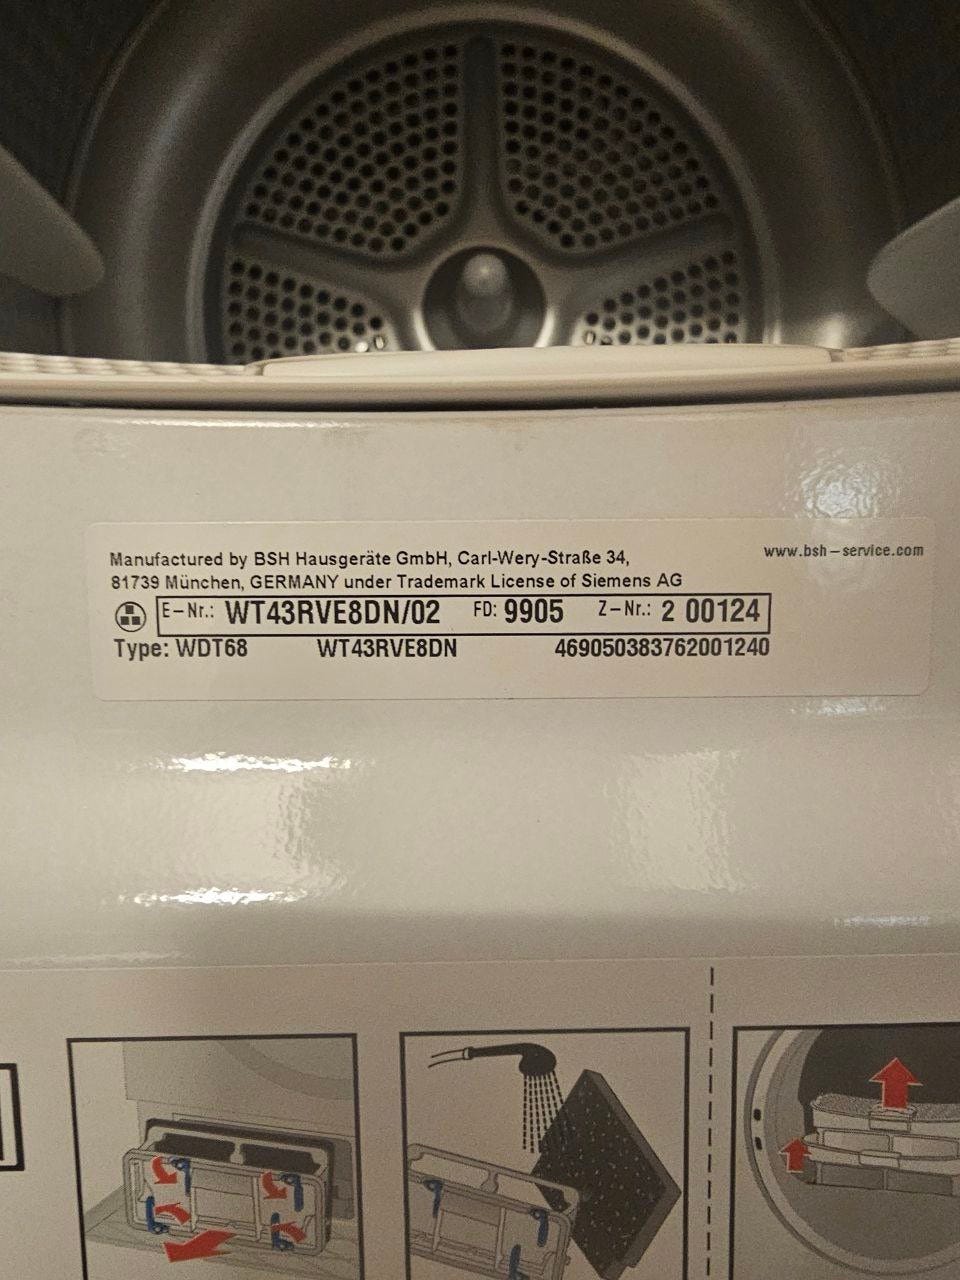 Manufactured by BSH Hausgeräte GmbH, Carl-Wery-Straße 34, www.bsh-service.com
81739 München, GERMANY under Trademark License of Siemens AG
E-Nr.: WT43RVE8DN/02 FD: 9905 Z-Nr.: 2 00124
Type: WDT68 WT43RVE8DN 469050383762001240